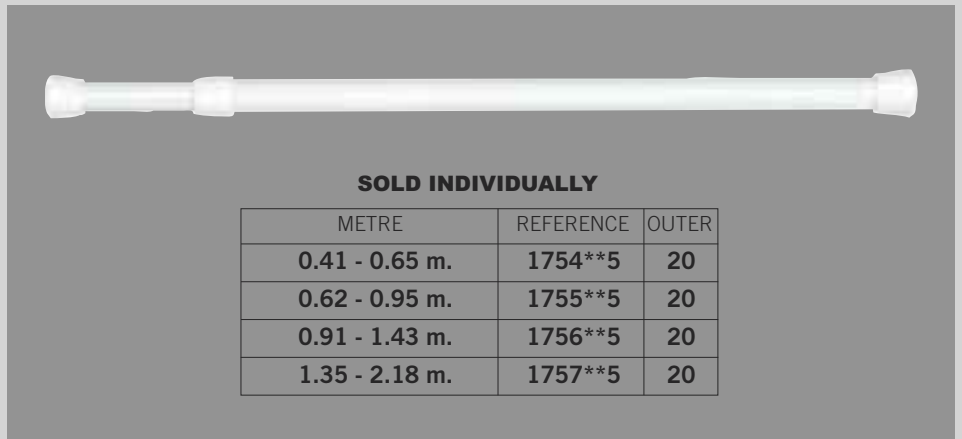 SOLD INDIVIDUALLY
METRE REFERENCE OUTER
0.41 - 0.65 m. 1754**5 20
0.62 - 0.95 m. 1755**5 20
0.91 - 1.43 m. 1756**5 20
1.35 - 2.18 m. 1757**5 20